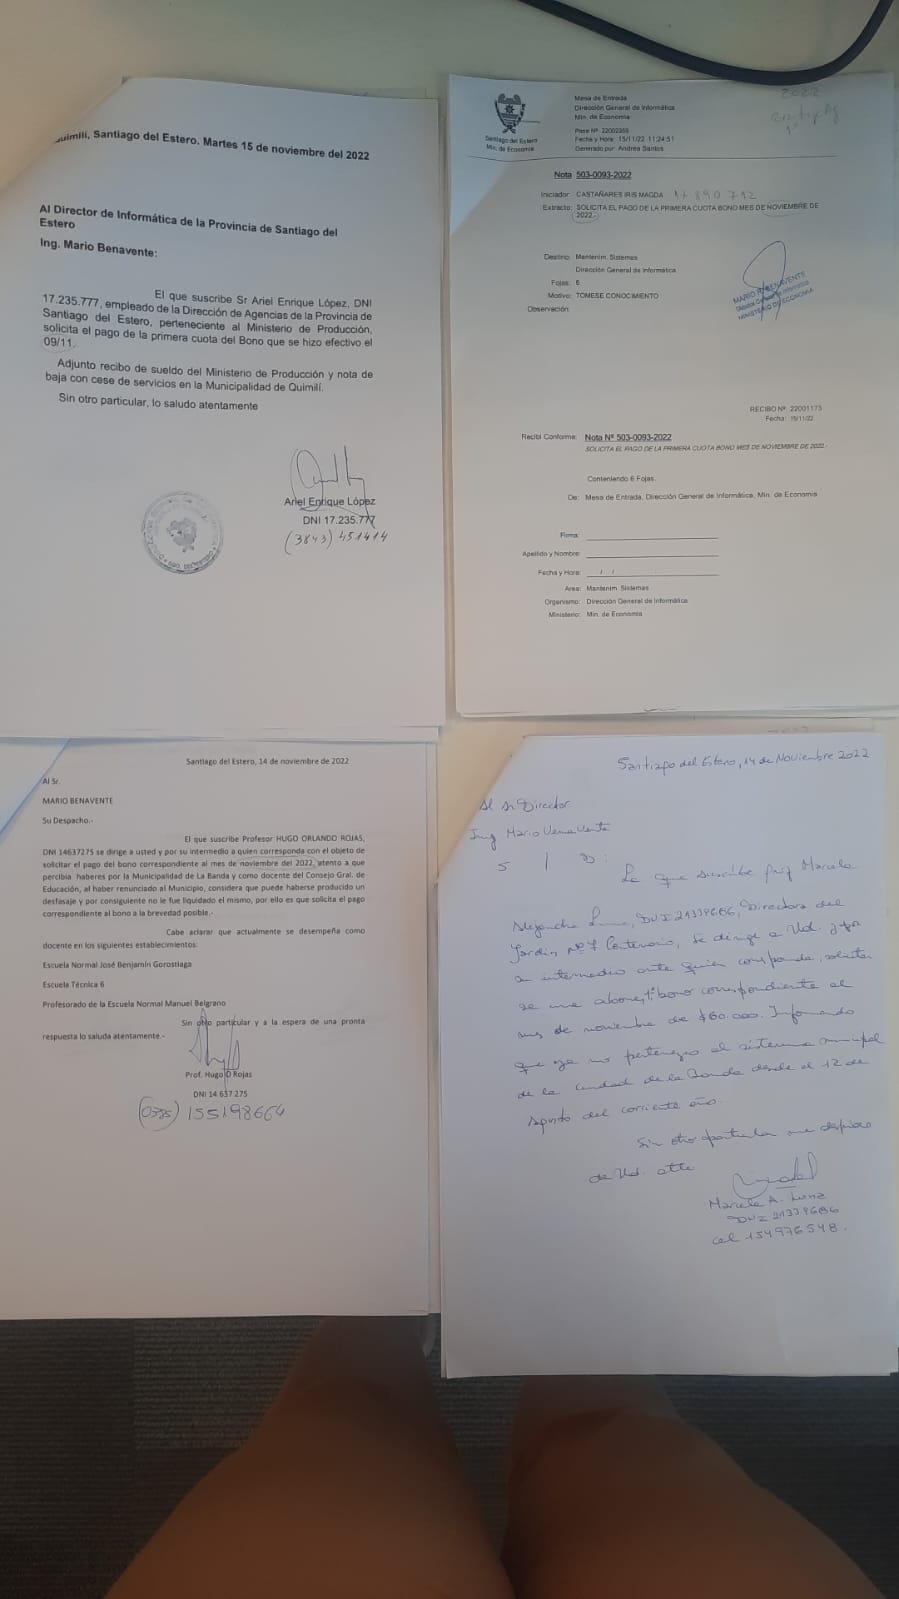 uimilí, Santiago del Estero. Martes 15 de noviembre del 2022
Al Director de Informática de la Provincia de Santiago del
Estero
Ing. Mario Benavente:
El que suscribe Sr Ariel Enrique López, DNI
17.235.777, empleado de la Dirección de Agencias de la Provincia de
Santiago del Estero, perteneciente al Ministerio de Producción,
solicita el pago de la primera cuota del Bono que se hizo efectivo el
09/11.
Adjunto recibo de sueldo del Ministerio de Producción y nota de
baja con cese de servicios en la Municipalidad de Quimilí.
Sin otro particular, lo saludo atentamente
Ariel Enrique López
DNI 17.235.777
(3843) 451414
2022
Santiago del Estero
Min. de Economía
Mesa de Entrada
Dirección General de Informática
Min. de Economia
Pase Nº 22002359
Fecha y Hora: 15/11/22 11:24:51
Generado por: Andrea Santos
Nota 503-0093-2022
Iniciador: CASTAÑARES IRIS MAGDA 17890792
Extracto: SOLICITA EL PAGO DE LA PRIMERA CUOTA BONO MES DE NOVIEMBRE DE
2022.-
Destino: Mantenim. Sistemas
Dirección General de Informática
Fojas: 6
Motivo: TOMESE CONOCIMIENTO
Observación:
MARIO R. BENAVENTE
Director General de Informática
MINISTERIO DE ECONOMIA
RECIBO Nº: 22001173
Fecha: 15/11/22
Recibí Conforme: Nota Nº 503-0093-2022
SOLICITA EL PAGO DE LA PRIMERA CUOTA BONO MES DE NOVIEMBRE DE 2022.-
Conteniendo 6 Fojas.
De: Mesa de Entrada, Dirección General de Informática, Min. de Economia
Firma:
Apellido y Nombre:
Fecha y Hora: / /
Area: Mantenim. Sistemas
Organismo: Dirección General de Informática
Ministerio: Min. de Economia
Santiago del Estero, 14 de noviembre de 2022
Al Sr.
MARIO BENAVENTE
Su Despacho.-
El que suscribe Profesor HUGO ORLANDO ROJAS,
DNI 14637275 se dirige a usted y por su intermedio a quien corresponda con el objeto de
solicitar el pago del bono correspondiente al mes de noviembre del 2022, atento a que
percibía haberes por la Municipalidad de La Banda y como docente del Consejo Gral. de
Educación, al haber renunciado al Municipio, considera que puede haberse producido un
desfasaje y por consiguiente no le fue liquidado el mismo, por ello es que solicita el pago
correspondiente al bono a la brevedad posible.-
Cabe aclarar que actualmente se desempeña como
docente en los siguientes establecimientos:
Escuela Normal José Benjamín Gorostiaga
Escuela Técnica 6
Profesorado de la Escuela Normal Manuel Belgrano
Sin otro particular y a la espera de una pronta
respuesta lo saluda atentamente.-
Prof. Hugo O Rojas
DNI 14 637 275
(0385) 155198664
Santiago del Estero, 14 de Noviembre 2022
Al Sr Director
Ing Mario Venavente
S / D:
La que suscribe Marcela
Alejandra Luna, DNI 21339686, Directora del
Jardín Nº 7 Centenario, se dirige a Ud. y por
su intermedio ante quien corresponda, solicitar
se me abone bono correspondiente al
mes de noviembre de $60.000. Informando
que ya no pertenezco al sistema municipal
de la ciudad de la Banda desde el 12 de
agosto del corriente año.
Sin otro particular me despido
de Ud. atte
Marcela A. Luna
DNI 21339686
cel 154976548.